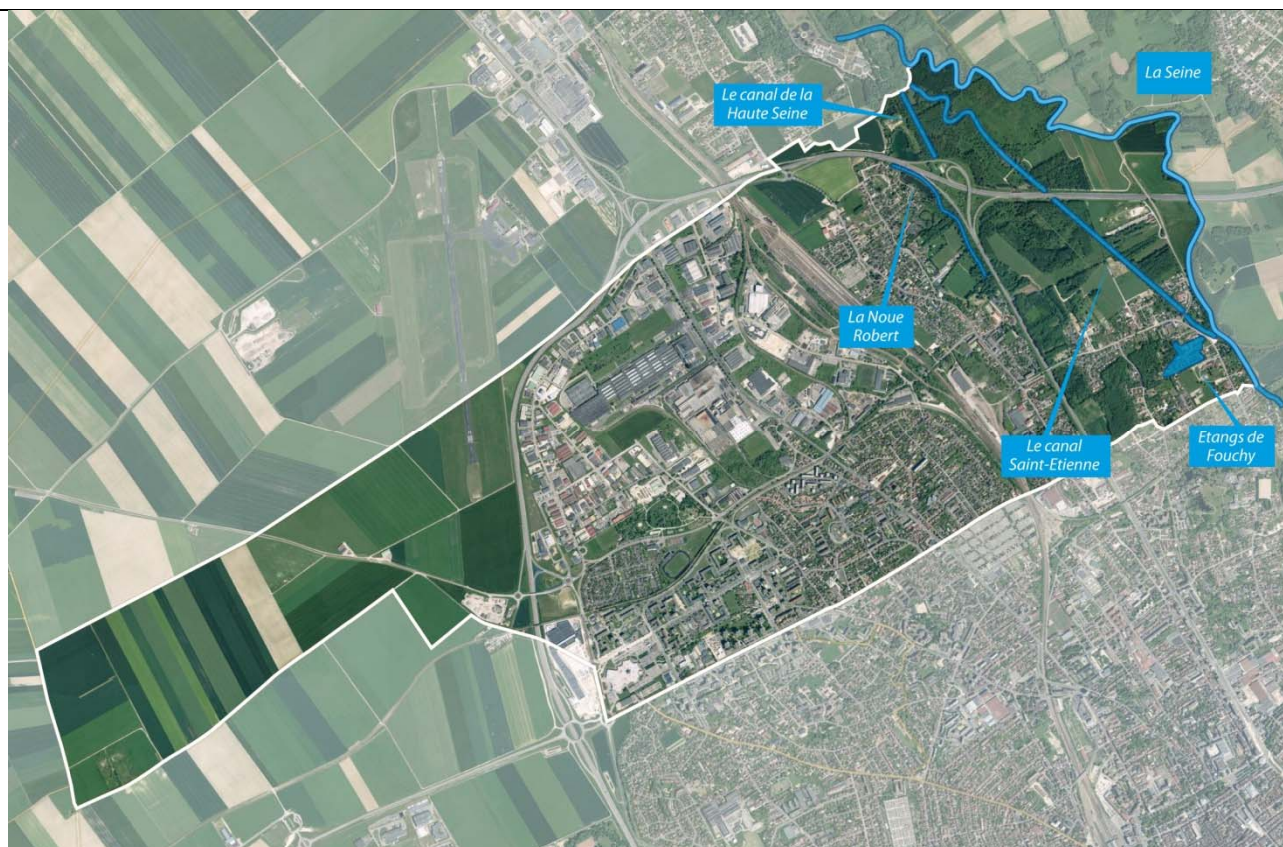 La Seine
Le canal de la
Haute Seine
La Noue
Robert
Le canal
Saint-Etienne
Etangs de
Fouchy